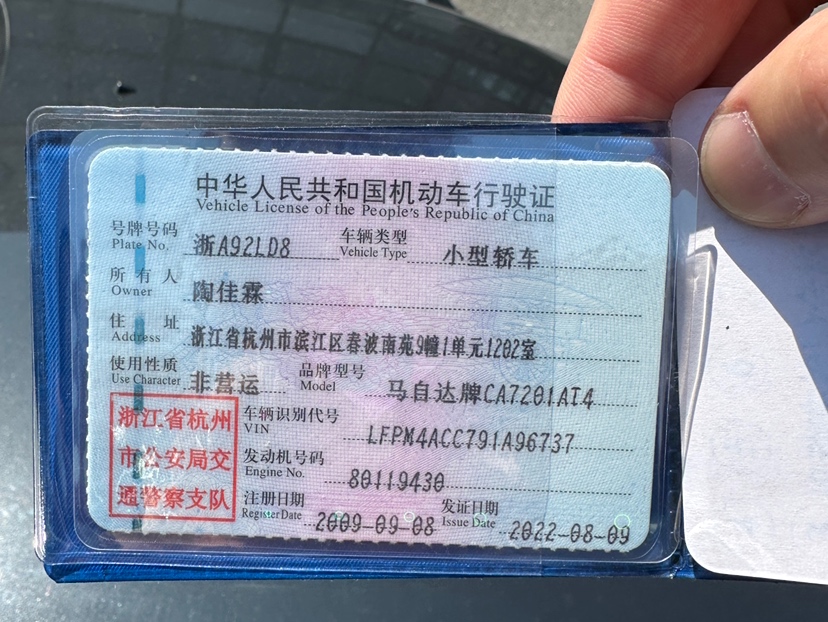 中华人民共和国机动车行驶证
Vehicle License of the People's Republic of China
号牌号码 浙A92LD8 车辆类型 小型轿车
Plate No. Vehicle Type
所有人 陶佳霖
Owner
住址 浙江省杭州市滨江区春波南苑9幢1单元1202室
Address
使用性质 非营运 品牌型号 马自达牌CA7201AT4
Use Character Model
车辆识别代号 LFPM4ACC791A96737
VIN
发动机号码 80119430
Engine No.
注册日期 2009-09-08 发证日期 2022-08-09
Register Date Issue Date
浙江省杭州
市公安局交
通警察支队